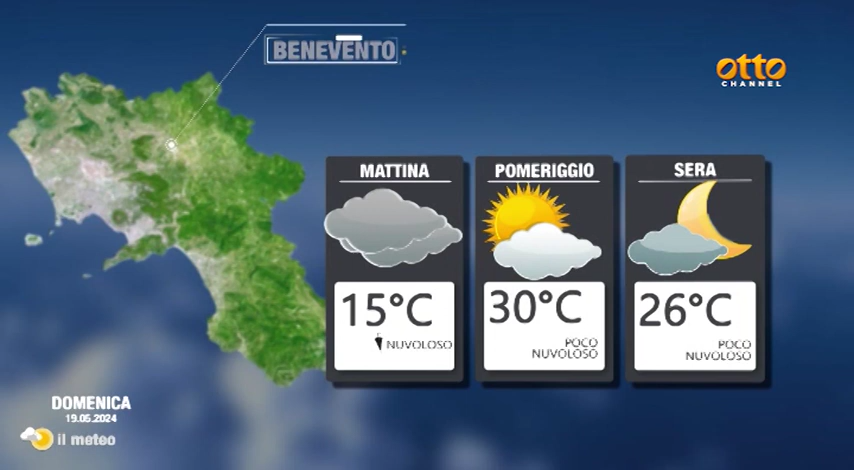 BENEVENTO
otto
CHANNEL
MATTINA
POMERIGGIO
SERA
15°C
30°C
26°C
NUVOLOSO
POCO
NUVOLOSO
POCO
NUVOLOSO
DOMENICA
19.05.2024
il meteo